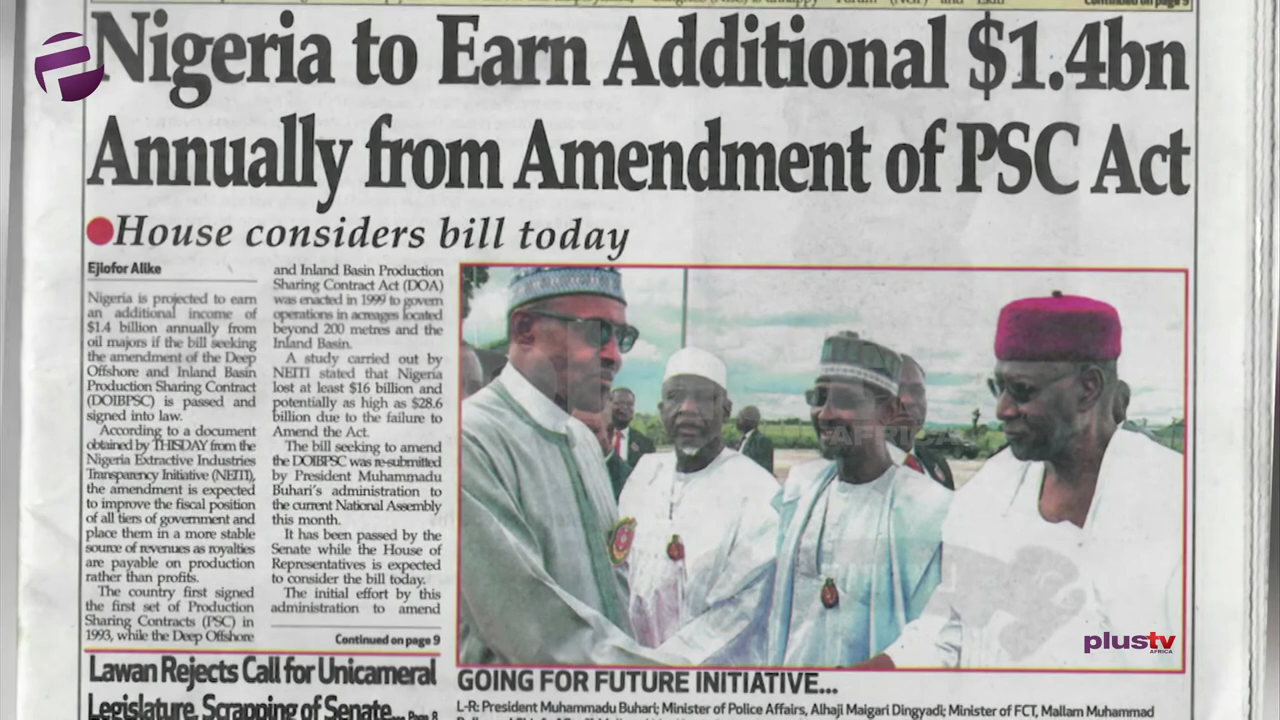 Continued on page 9
Nigeria to Earn Additional $1.4bn
Annually from Amendment of PSC Act
House considers bill today
Ejiofor Alike
Nigeria is projected to earn
an additional income of
$1.4 billion annually from
oil majors if the bill seeking
the amendment of the Deep
Offshore and Inland Basin
Production Sharing Contract
(DOIBPSC) is passed and
signed into law.
According to a document
obtained by THISDAY from the
Nigeria Extractive Industries
Transparency Initiative (NEITI),
the amendment is expected
to improve the fiscal position
of all tiers of government and
place them in a more stable
source of revenues as royalties
are payable on production
rather than profits.
The country first signed
the first set of Production
Sharing Contracts (PSC) in
1993, while the Deep Offshore
and Inland Basin Production
Sharing Contract Act (DOA)
was enacted in 1999 to govern
operations in acreages located
beyond 200 metres and the
Inland Basin.
A study carried out by
NEITI stated that Nigeria
lost at least $16 billion and
potentially as high as $28.6
billion due to the failure to
Amend the Act.
The bill seeking to amend
the DOIBPSC was re-submitted
by President Muhammadu
Buhari's administration to
the current National Assembly
this month.
It has been passed by the
Senate while the House of
Representatives is expected
to consider the bill today.
The initial effort by this
administration to amend
Continued on page 9
Lawan Rejects Call for Unicameral
Legislature, Scrapping of Senate... Page 8
GOING FOR FUTURE INITIATIVE...
L-R: President Muhammadu Buhari; Minister of Police Affairs, Alhaji Maigari Dingyadi; Minister of FCT, Mallam Muhammad
plustv
AFRICA